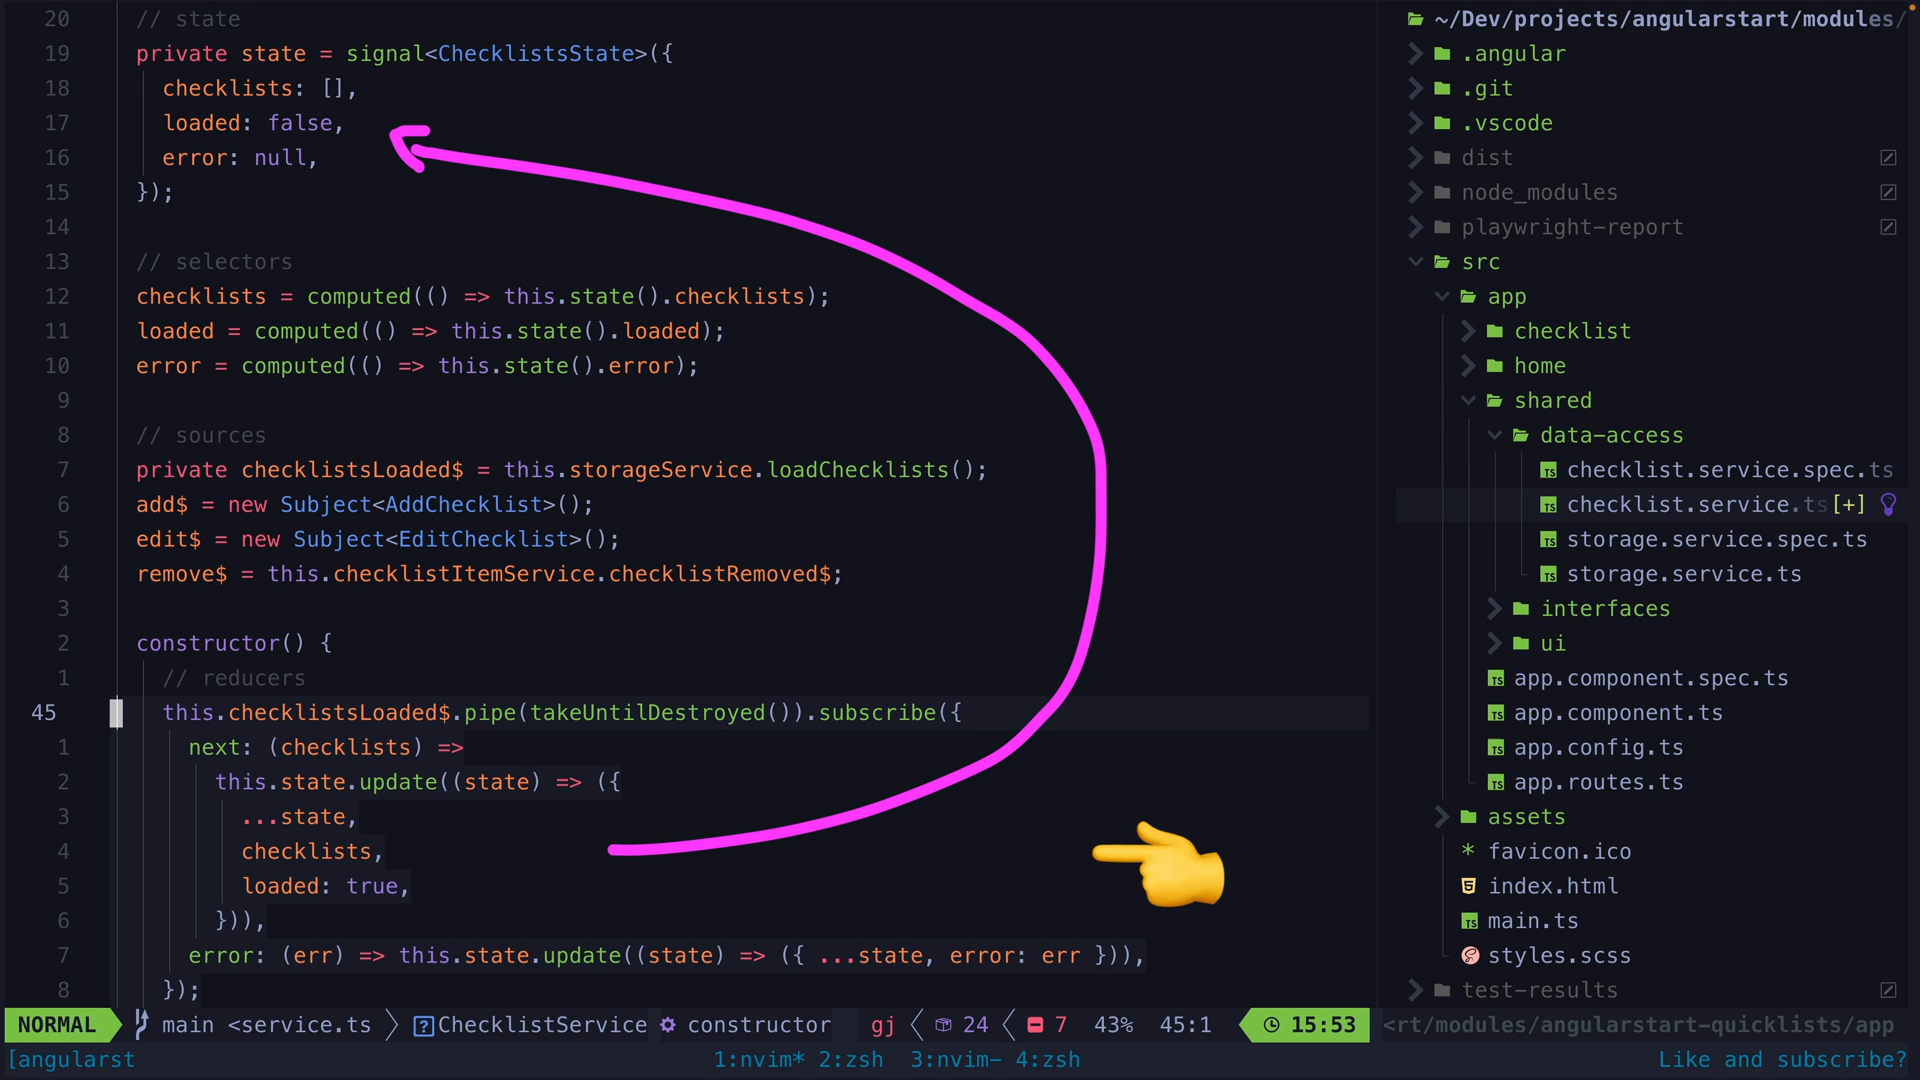 20 // state
19 private state = signal<ChecklistsState>({
18 checklists: [],
17 loaded: false,
16 error: null,
15 });
14
13 // selectors
12 checklists = computed(() => this.state().checklists);
11 loaded = computed(() => this.state().loaded);
10 error = computed(() => this.state().error);
9
8 // sources
7 private checklistsLoaded$ = this.storageService.loadChecklists();
6 add$ = new Subject<AddChecklist>();
5 edit$ = new Subject<EditChecklist>();
4 remove$ = this.checklistItemService.checklistRemoved$;
3
2 constructor() {
1 // reducers
45 this.checklistsLoaded$.pipe(takeUntilDestroyed()).subscribe({
1 next: (checklists) =>
2 this.state.update((state) => ({
3 ...state,
4 checklists,
5 loaded: true,
6 })),
7 error: (err) => this.state.update((state) => ({ ...state, error: err })),
8 });
~/Dev/projects/angularstart/modules/
.angular
.git
.vscode
dist
node_modules
playwright-report
src
app
checklist
home
shared
data-access
checklist.service.spec.ts
checklist.service.ts[+]
storage.service.spec.ts
storage.service.ts
interfaces
ui
app.component.spec.ts
app.component.ts
app.config.ts
app.routes.ts
assets
favicon.ico
index.html
main.ts
styles.scss
test-results
NORMAL main <service.ts ChecklistService constructor gj 24 7 43% 45:1 15:53 <rt/modules/angularstart-quicklists/app
[angularst 1:nvim* 2:zsh 3:nvim- 4:zsh Like and subscribe?